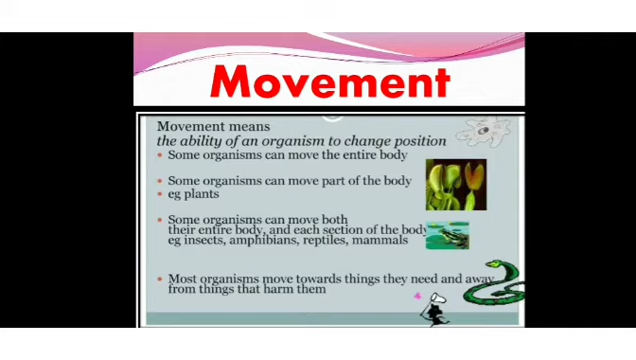 Movement
Movement means
the ability of an organism to change position
Some organisms can move the entire body
Some organisms can move part of the body
eg plants
Some organisms can move both
their entire body, and each section of the body
eg insects, amphibians, reptiles, mammals
Most organisms move towards things they need and away
from things that harm them